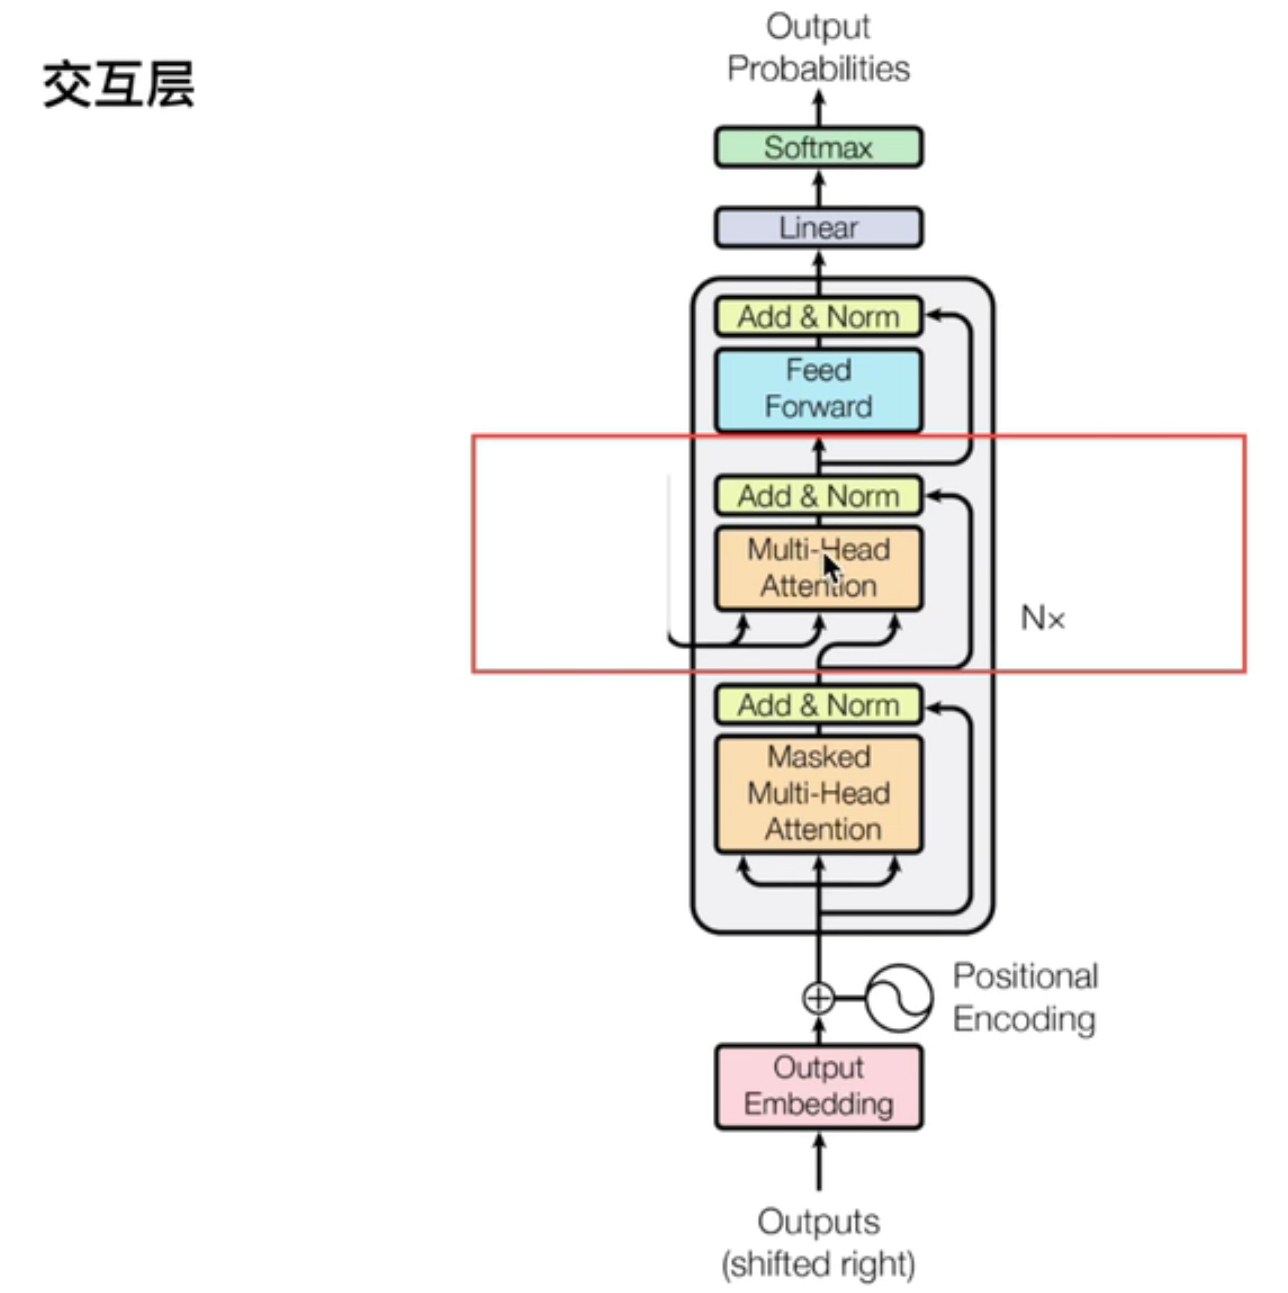 交互层
Output
Probabilities
Softmax
Linear
Add & Norm
Feed
Forward
Add & Norm
Multi-Head
Attention
N×
Add & Norm
Masked
Multi-Head
Attention
Positional
Encoding
Output
Embedding
Outputs
(shifted right)